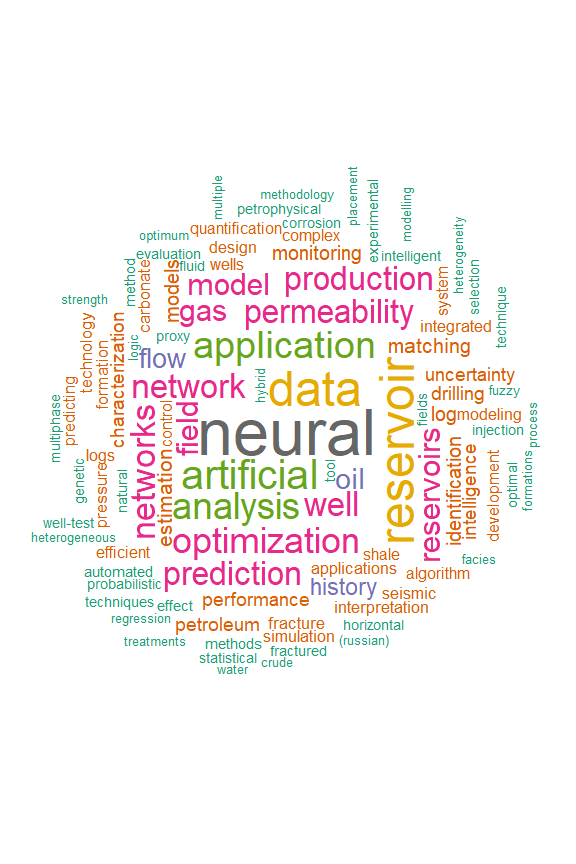 multiple
methodology
placement
petrophysical
experimental
modelling
corrosion
quantification
complex
optimum
design
monitoring
intelligent
heterogeneity
evaluation
fluid
wells
method
carbonate
models
model
production
system
selection
strength
gas
permeability
technique
technology
formation
characterization
logic
proxy
application
integrated
matching
flow
network
hybrid
data
reservoir
uncertainty
drilling
fuzzy
multiphase
predicting
networks
control
field
neural
fields
log
modeling
injection
process
logs
pressure
genetic
natural
estimation
artificial
tool
oil
reservoirs
identification
intelligence
development
optimal
formations
analysis
well
well-test
heterogeneous
efficient
optimization
shale
facies
automated
prediction
applications
algorithm
probabilistic
history
seismic
techniques
effect
performance
interpretation
regression
petroleum
fracture
horizontal
treatments
methods
simulation
(russian)
statistical
fractured
crude
water